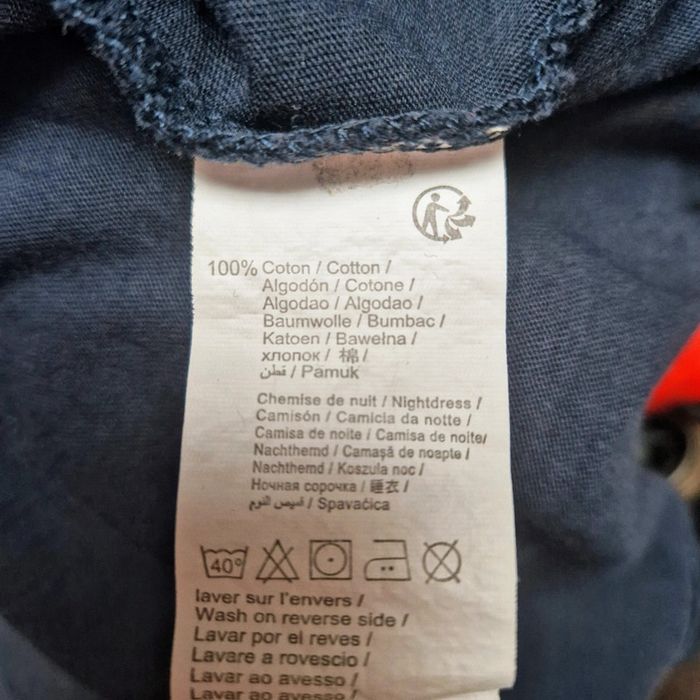 100% Coton / Cotton /
Algodón / Cotone /
Algodao / Algodao /
Baumwolle / Bumbac /
Katoen / Bawełna /
хлопок / 棉 /
قطن / Pamuk
Chemise de nuit / Nightdress /
Camisón / Camicia da notte /
Camisa de noite / Camisa de noite/
Nachthemd / Camaşă de noapte /
Nachthemd / Koszula noc /
Ночная сорочка / 睡衣 /
قميص النوم / Spavaćica
40°
laver sur l'envers /
Wash on reverse side /
Lavar por el reves /
Lavare a rovescio /
Lavar ao avesso /
Lavar ao avesso /